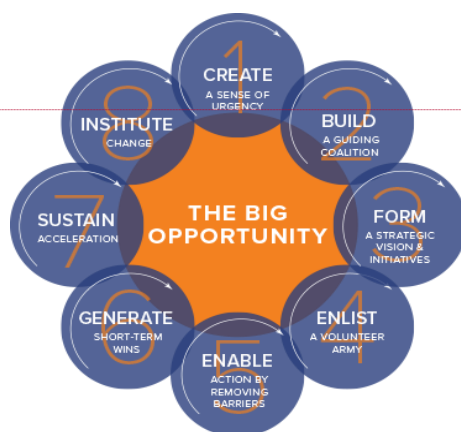 1
CREATE
A SENSE OF
URGENCY
2
BUILD
A GUIDING
COALITION
3
FORM
A STRATEGIC
VISION &
INITIATIVES
4
ENLIST
A VOLUNTEER
ARMY
5
ENABLE
ACTION BY
REMOVING
BARRIERS
6
GENERATE
SHORT-TERM
WINS
7
SUSTAIN
ACCELERATION
8
INSTITUTE
CHANGE
THE BIG
OPPORTUNITY